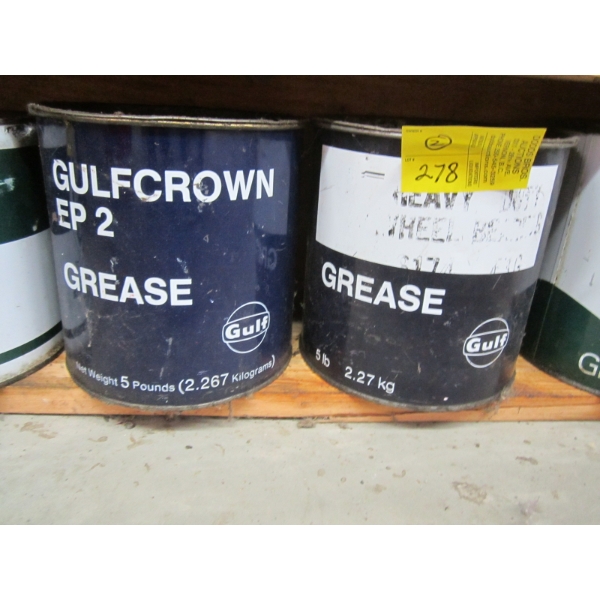 GULFCROWN
EP 2
GREASE
Gulf
Net Weight 5 Pounds (2.267 Kilograms)
278
HEAVY DUTY
WHEEL
GREASE
Gulf
5 lb 2.27 kg
G